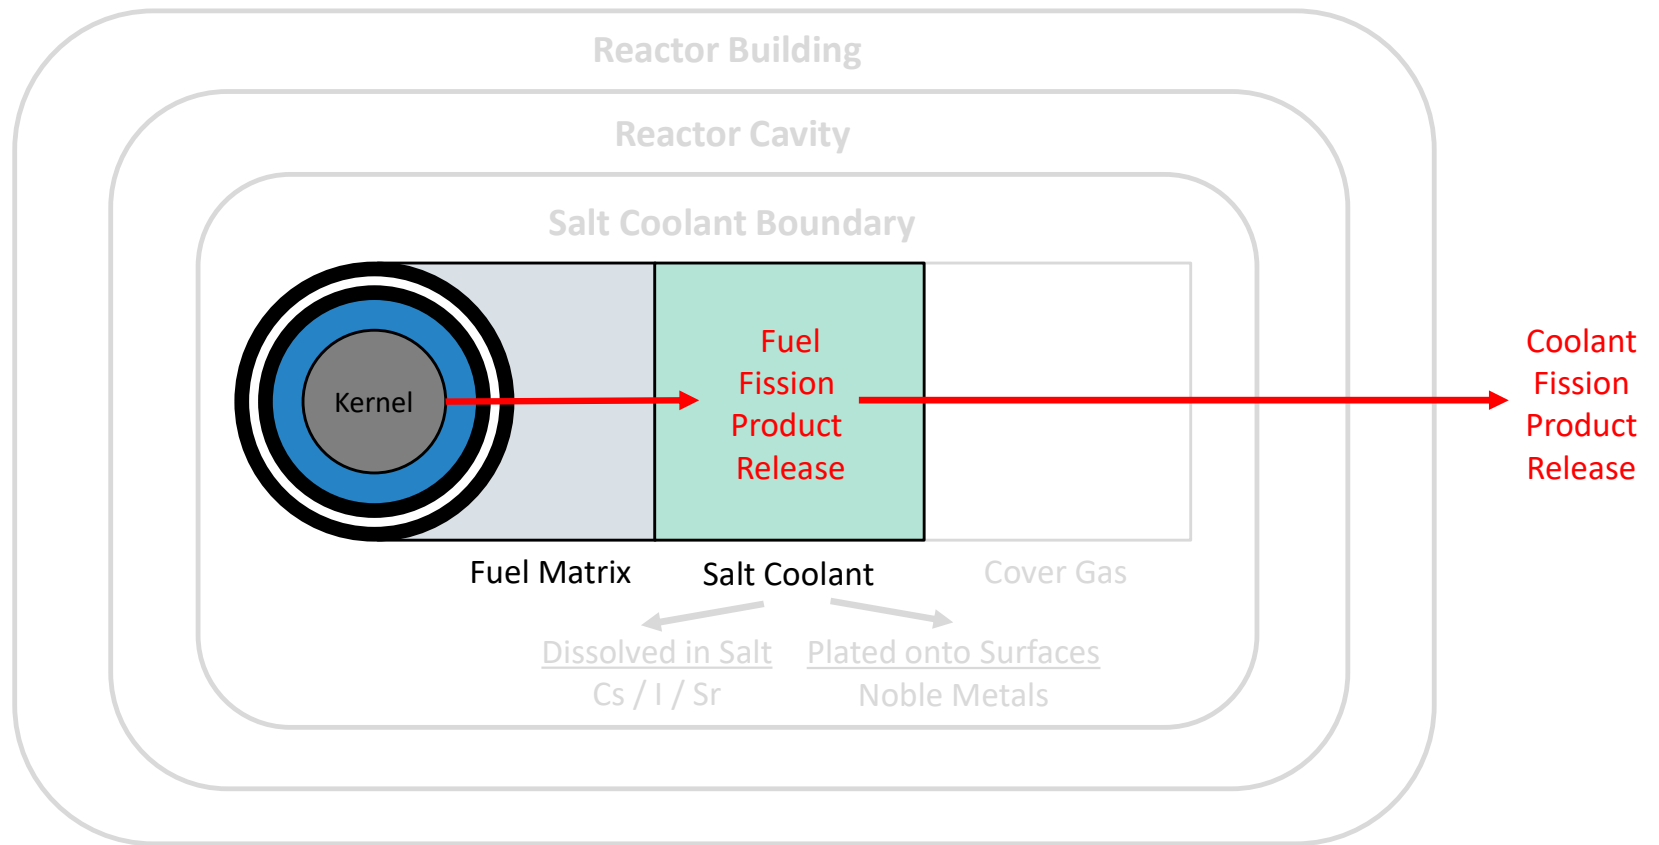 Reactor Building
Reactor Cavity
Salt Coolant Boundary
Kernel
Fuel
Fission
Product
Release
Coolant
Fission
Product
Release
Fuel Matrix
Salt Coolant
Cover Gas
Dissolved in Salt
Cs / I / Sr
Plated onto Surfaces
Noble Metals